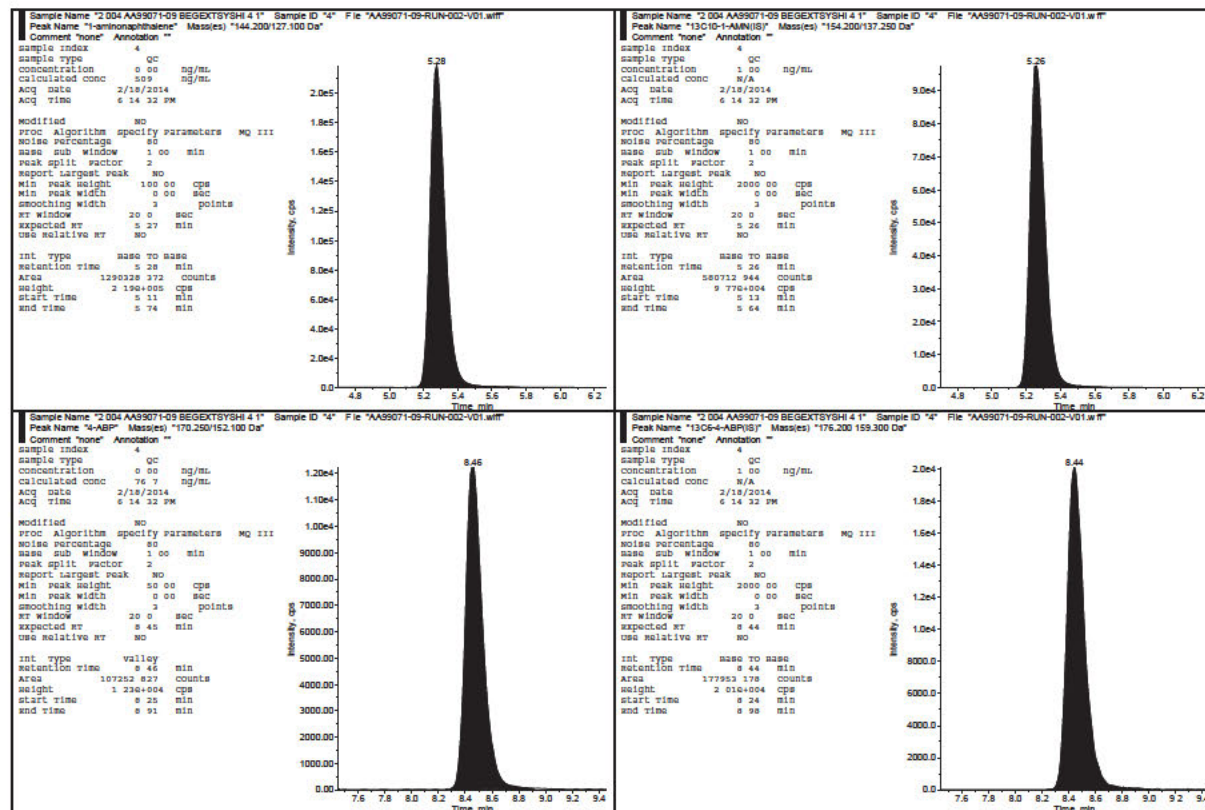 Sample Name "2 004 AA99071-09 BEGEXTSYSHI 4 1" Sample ID "4" File "AA99071-09-RUN-002-V01.wiff"
Peak Name "1-aminonaphthalene" Mass(es) "144.200/127.100 Da"
Comment "none" Annotation ""
Sample Index 4
Sample Type QC
Concentration 0 00 ng/mL
Calculated Conc 509 ng/mL
Acq Date 2/18/2014
Acq Time 6 14 32 PM
Modified NO
Proc Algorithm Specify Parameters MQ III
Noise Percentage 80
Base Sub Window 1 00 min
Peak Split Factor 2
Report Largest Peak NO
Min Peak Height 100 00 cps
Min Peak Width 0 00 sec
Smoothing Width 3 points
RT Window 20 0 sec
Expected RT 5 27 min
Use Relative RT NO
Int Type Base To Base
Retention Time 5 28 min
Area 1290328 372 counts
Height 2 19e+005 cps
Start Time 5 11 min
End Time 5 74 min
5.28
2.0e5
1.8e5
1.6e5
1.4e5
1.2e5
1.0e5
8.0e4
6.0e4
4.0e4
2.0e4
0.0
Intensity, cps
4.8 5.0 5.2 5.4 5.6 5.8 6.0 6.2
Time min
Sample Name "2 004 AA99071-09 BEGEXTSYSHI 4 1" Sample ID "4" File "AA99071-09-RUN-002-V01.wiff"
Peak Name "13C10-1-AMN(IS)" Mass(es) "154.200/137.250 Da"
Comment "none" Annotation ""
Sample Index 4
Sample Type QC
Concentration 1 00 ng/mL
Calculated Conc N/A
Acq Date 2/18/2014
Acq Time 6 14 32 PM
Modified NO
Proc Algorithm Specify Parameters MQ III
Noise Percentage 80
Base Sub Window 1 00 min
Peak Split Factor 2
Report Largest Peak NO
Min Peak Height 2000 00 cps
Min Peak Width 0 00 sec
Smoothing Width 3 points
RT Window 20 0 sec
Expected RT 5 26 min
Use Relative RT NO
Int Type Base To Base
Retention Time 5 26 min
Area 580712 944 counts
Height 9 77e+004 cps
Start Time 5 13 min
End Time 5 64 min
5.26
9.0e4
8.0e4
7.0e4
6.0e4
5.0e4
4.0e4
3.0e4
2.0e4
1.0e4
0.0
Intensity, cps
4.8 5.0 5.2 5.4 5.6 5.8 6.0 6.2
Time min
Sample Name "2 004 AA99071-09 BEGEXTSYSHI 4 1" Sample ID "4" File "AA99071-09-RUN-002-V01.wiff"
Peak Name "4-ABP" Mass(es) "170.250/152.100 Da"
Comment "none" Annotation ""
Sample Index 4
Sample Type QC
Concentration 0 00 ng/mL
Calculated Conc 76 7 ng/mL
Acq Date 2/18/2014
Acq Time 6 14 32 PM
Modified NO
Proc Algorithm Specify Parameters MQ III
Noise Percentage 80
Base Sub Window 1 00 min
Peak Split Factor 2
Report Largest Peak NO
Min Peak Height 50 00 cps
Min Peak Width 0 00 sec
Smoothing Width 3 points
RT Window 20 0 sec
Expected RT 8 45 min
Use Relative RT NO
Int Type Valley
Retention Time 8 46 min
Area 107252 827 counts
Height 1 23e+004 cps
Start Time 8 25 min
End Time 8 91 min
8.46
1.20e4
1.10e4
1.00e4
9000.00
8000.00
7000.00
6000.00
5000.00
4000.00
3000.00
2000.00
1000.00
0.00
Intensity, cps
7.6 7.8 8.0 8.2 8.4 8.6 8.8 9.0 9.2 9.4
Time min
Sample Name "2 004 AA99071-09 BEGEXTSYSHI 4 1" Sample ID "4" File "AA99071-09-RUN-002-V01.wiff"
Peak Name "13C6-4-ABP(IS)" Mass(es) "176.200 159.300 Da"
Comment "none" Annotation ""
Sample Index 4
Sample Type QC
Concentration 1 00 ng/mL
Calculated Conc N/A
Acq Date 2/18/2014
Acq Time 6 14 32 PM
Modified NO
Proc Algorithm Specify Parameters MQ III
Noise Percentage 80
Base Sub Window 1 00 min
Peak Split Factor 2
Report Largest Peak NO
Min Peak Height 2000 00 cps
Min Peak Width 0 00 sec
Smoothing Width 3 points
RT Window 20 0 sec
Expected RT 8 44 min
Use Relative RT NO
Int Type Base To Base
Retention Time 8 44 min
Area 177953 178 counts
Height 2 01e+004 cps
Start Time 8 24 min
End Time 8 98 min
8.44
2.0e4
1.8e4
1.6e4
1.4e4
1.2e4
1.0e4
8000.0
6000.0
4000.0
2000.0
0.0
Intensity, cps
7.6 7.8 8.0 8.2 8.4 8.6 8.8 9.0 9.2 9.4
Time min